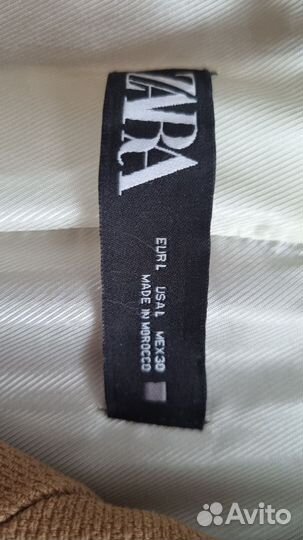 ZARA
EUR L USA L MEX 30
MADE IN MOROCCO
Avito